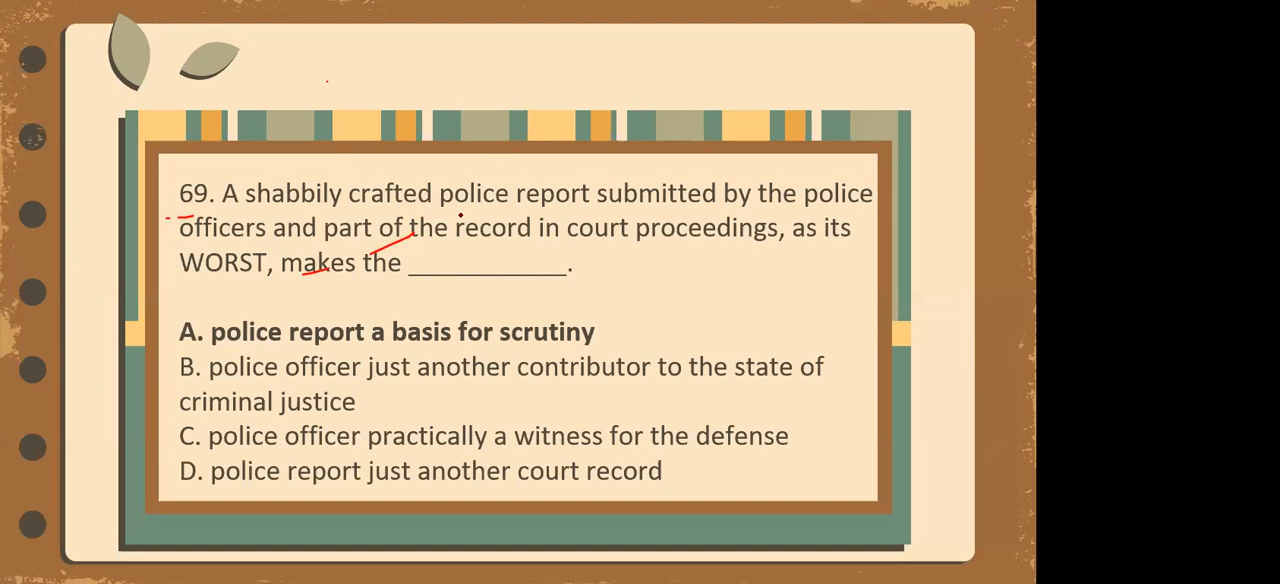 69. A shabbily crafted police report submitted by the police
officers and part of the record in court proceedings, as its
WORST, makes the ____________.
A. police report a basis for scrutiny
B. police officer just another contributor to the state of
criminal justice
C. police officer practically a witness for the defense
D. police report just another court record